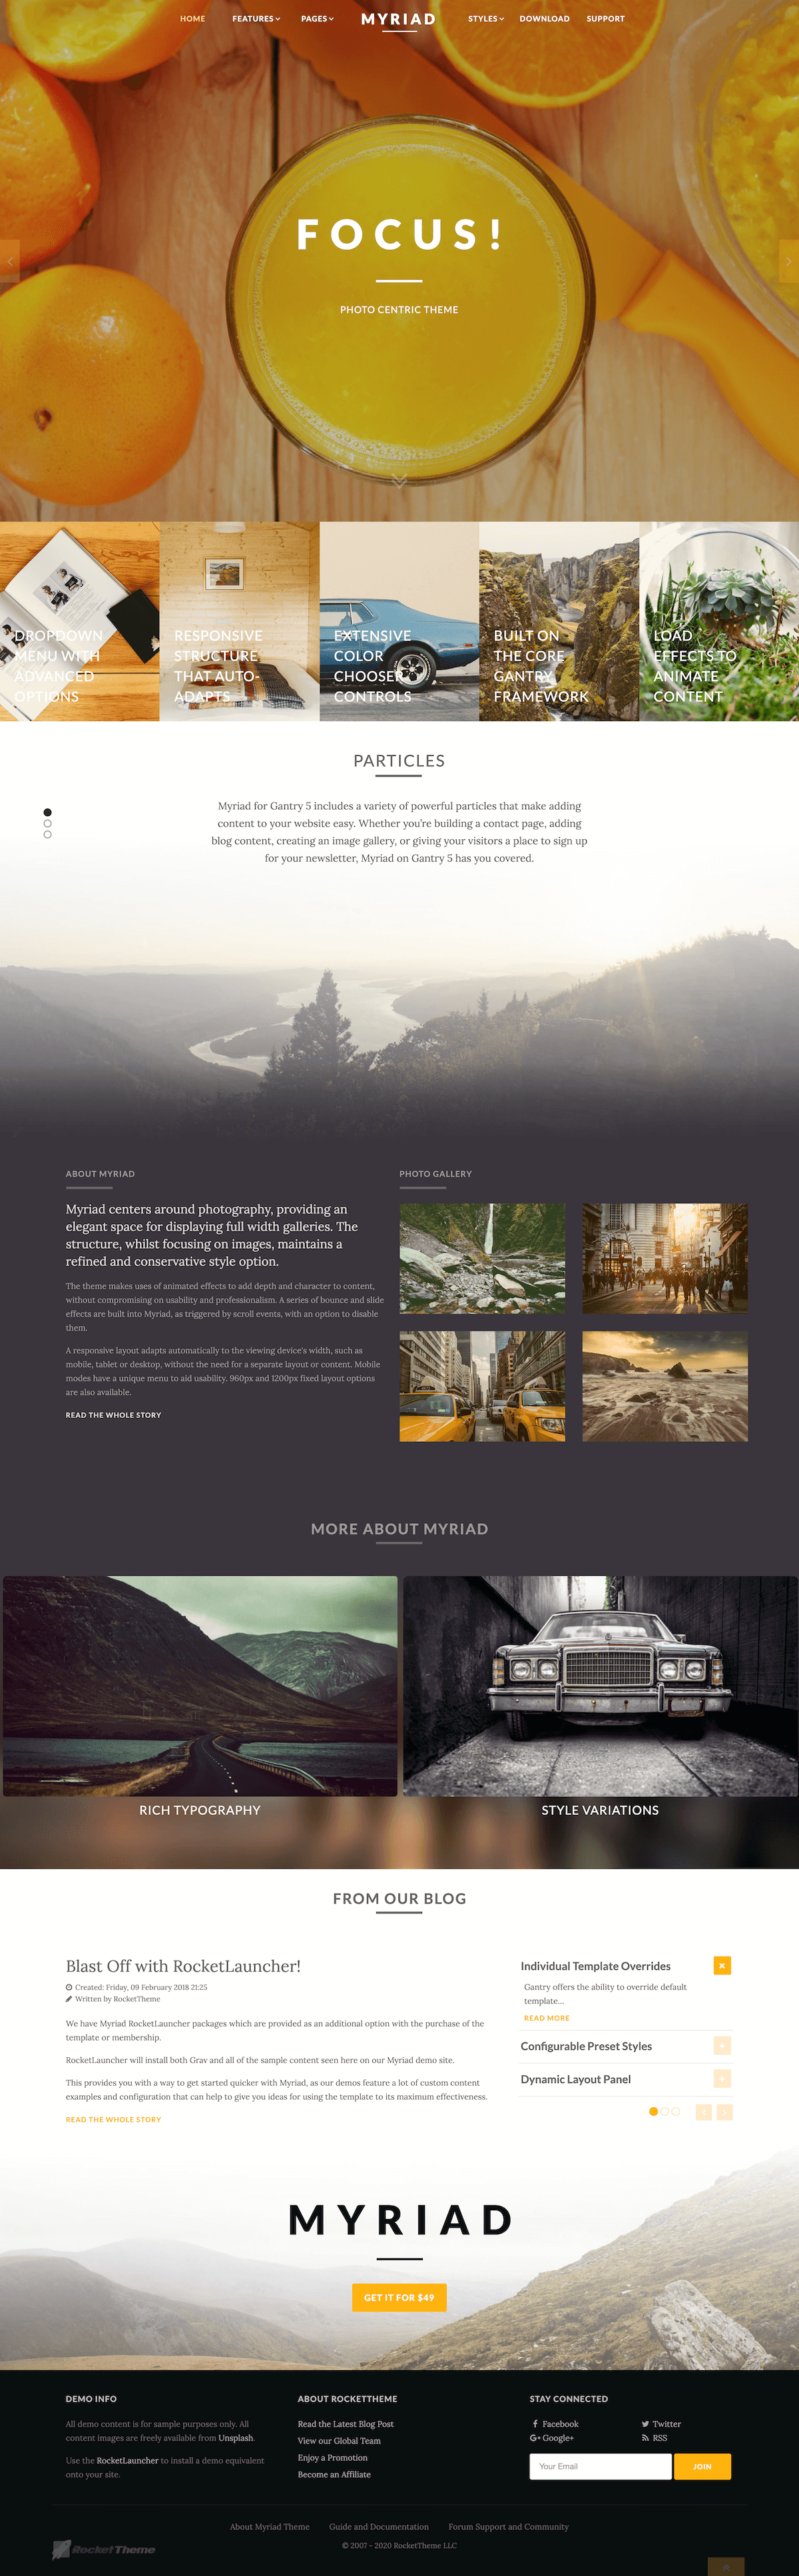 HOME FEATURES PAGES MYRIAD STYLES DOWNLOAD SUPPORT
FOCUS!
PHOTO CENTRIC THEME
DROPDOWN
MENU WITH
ADVANCED
OPTIONS
RESPONSIVE
STRUCTURE
THAT AUTO-
ADAPTS
EXTENSIVE
COLOR
CHOOSER
CONTROLS
BUILT ON
THE CORE
GANTRY
FRAMEWORK
LOAD
EFFECTS TO
ANIMATE
CONTENT
PARTICLES
Myriad for Gantry 5 includes a variety of powerful particles that make adding
content to your website easy. Whether you're building a contact page, adding
blog content, creating an image gallery, or giving your visitors a place to sign up
for your newsletter, Myriad on Gantry 5 has you covered.
ABOUT MYRIAD
Myriad centers around photography, providing an
elegant space for displaying full width galleries. The
structure, whilst focusing on images, maintains a
refined and conservative style option.
The theme makes uses of animated effects to add depth and character to content,
without compromising on usability and professionalism. A series of bounce and slide
effects are built into Myriad, as triggered by scroll events, with an option to disable
them.
A responsive layout adapts automatically to the viewing device's width, such as
mobile, tablet or desktop, without the need for a separate layout or content. Mobile
modes have a unique menu to aid usability. 960px and 1200px fixed layout options
are also available.
READ THE WHOLE STORY
PHOTO GALLERY
MORE ABOUT MYRIAD
RICH TYPOGRAPHY
STYLE VARIATIONS
FROM OUR BLOG
Blast Off with RocketLauncher!
Created: Friday, 09 February 2018 21:25
Written by RocketTheme
We have Myriad RocketLauncher packages which are provided as an additional option with the purchase of the
template or membership.
RocketLauncher will install both Grav and all of the sample content seen here on our Myriad demo site.
This provides you with a way to get started quicker with Myriad, as our demos feature a lot of custom content
examples and configuration that can help to give you ideas for using the template to its maximum effectiveness.
READ THE WHOLE STORY
Individual Template Overrides
Gantry offers the ability to override default
template...
READ MORE
Configurable Preset Styles
Dynamic Layout Panel
MYRIAD
GET IT FOR $49
DEMO INFO
All demo content is for sample purposes only. All
content images are freely available from Unsplash.
Use the RocketLauncher to install a demo equivalent
onto your site.
ABOUT ROCKETTHEME
Read the Latest Blog Post
View our Global Team
Enjoy a Promotion
Become an Affiliate
STAY CONNECTED
Facebook Twitter
Google+ RSS
Your Email JOIN
About Myriad Theme Guide and Documentation Forum Support and Community
RocketTheme
© 2007 - 2020 RocketTheme LLC